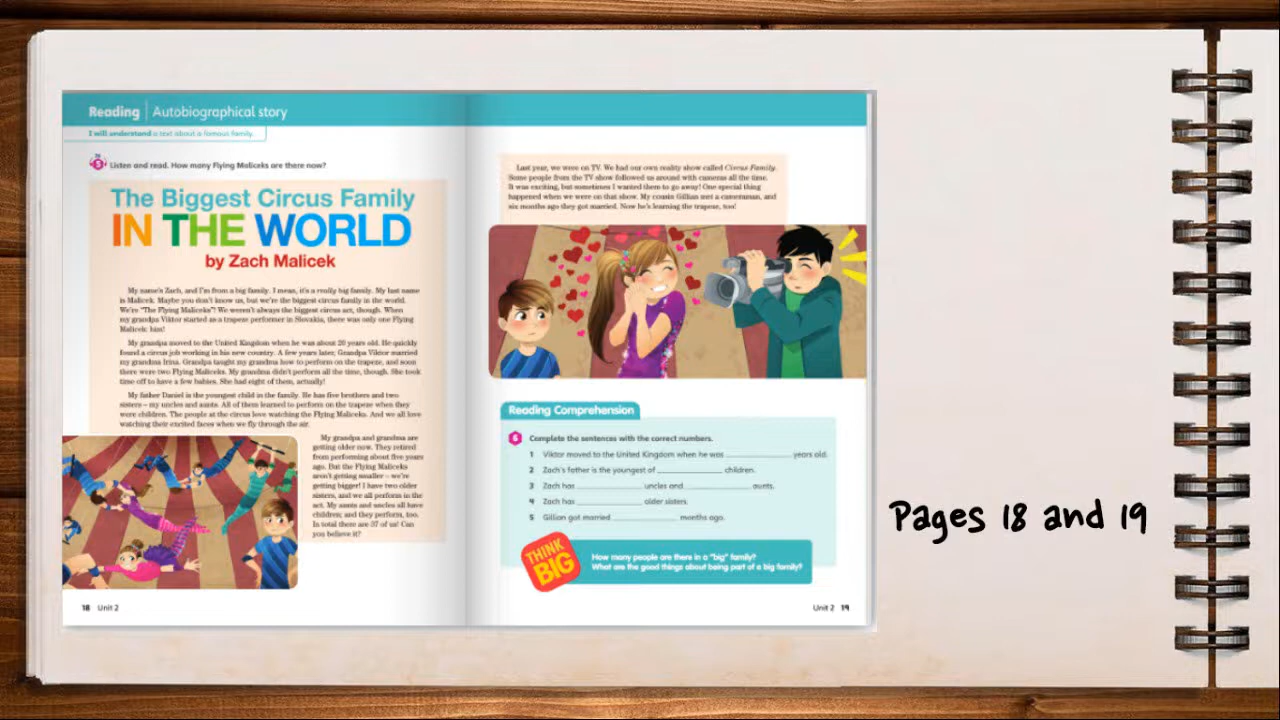 Reading | Autobiographical story
I will understand a text about a famous family.
5 Listen and read. How many Flying Maliceks are there now?
The Biggest Circus Family
IN THE WORLD
by Zach Malicek
My name's Zach, and I'm from a big family. I mean, it's a really big family. My last name
is Malicek. Maybe you don't know us, but we're the biggest circus family in the world.
We're "The Flying Maliceks"! We weren't always the biggest circus act, though. When
my grandpa Viktor started as a trapeze performer in Slovakia, there was only one Flying
Malicek: him!
My grandpa moved to the United Kingdom when he was about 20 years old. He quickly
found a circus job working in his new country. A few years later, Grandpa Viktor married
my grandma Irina. Grandpa taught my grandma how to perform on the trapeze, and soon
there were two Flying Maliceks. My grandma didn't perform all the time, though. She took
time off to have a few babies. She had eight of them, actually!
My father Daniel is the youngest child in the family. He has five brothers and two
sisters – my uncles and aunts. All of them learned to perform on the trapeze when they
were children. The people at the circus love watching the Flying Maliceks. And we all love
watching their excited faces when we fly through the air.
My grandpa and grandma are
getting older now. They retired
from performing about five years
ago. But the Flying Maliceks
aren't getting smaller – we're
getting bigger! I have two older
sisters, and we all perform in the
act. My aunts and uncles all have
children; and they perform, too.
In total there are 37 of us! Can
you believe it?
18 Unit 2
Last year, we were on TV. We had our own reality show called Circus Family.
Some people from the TV show followed us around with cameras all the time.
It was exciting, but sometimes I wanted them to go away! One special thing
happened when we were on that show. My cousin Gillian met a cameraman, and
six months ago they got married. Now he's learning the trapeze, too!
Reading Comprehension
6 Complete the sentences with the correct numbers.
1 Viktor moved to the United Kingdom when he was ____ years old.
2 Zach's father is the youngest of ____ children.
3 Zach has ____ uncles and ____ aunts.
4 Zach has ____ older sisters.
5 Gillian got married ____ months ago.
THINK
BIG
How many people are there in a "big" family?
What are the good things about being part of a big family?
Unit 2 19
Pages 18 and 19